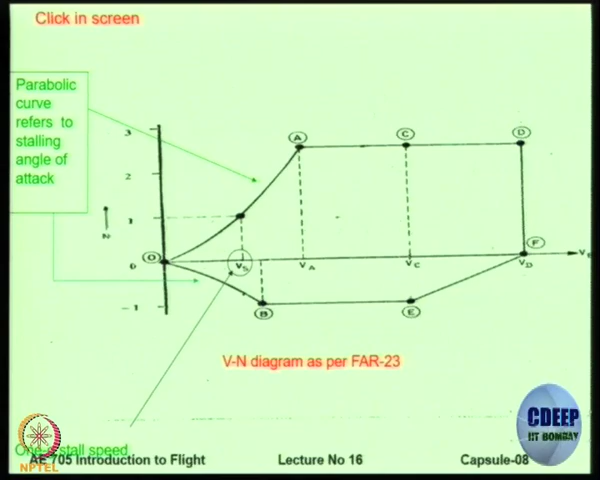 Click in screen
Parabolic
curve
refers to
stalling
angle of
attack
3
2
1
0
-1
N
O
A
C
D
F
B
E
VS
VA
VC
VD
V-N diagram as per FAR-23
stall speed
AE 705 Introduction to Flight
Lecture No 16
Capsule-08
NPTEL
CDEEP
IIT BOMBAY